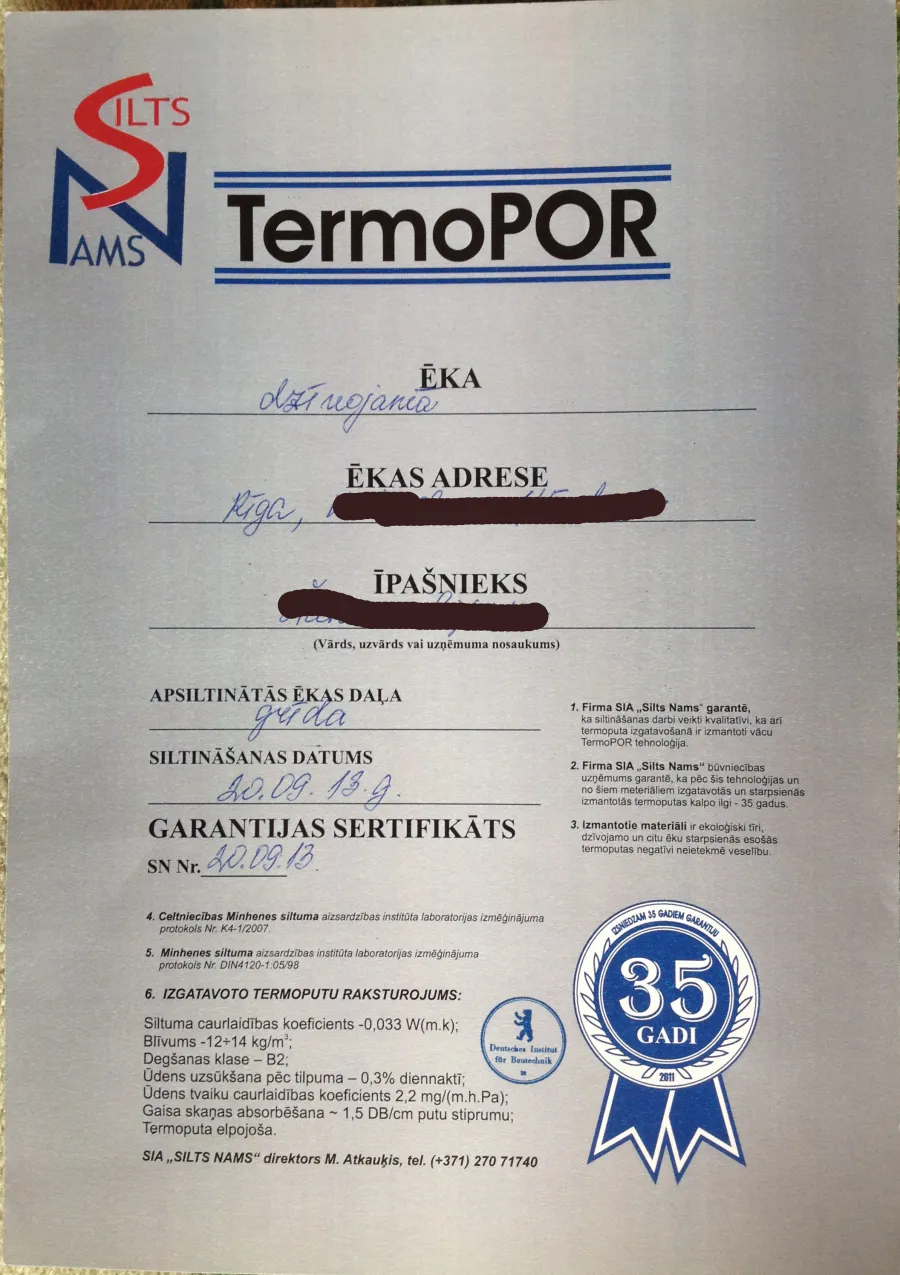 SILTS
NAMS
TermoPOR
ĒKA
dzīvojamā
ĒKAS ADRESE
Rīga,
ĪPAŠNIEKS
(Vārds, uzvārds vai uzņēmuma nosaukums)
APSILTINĀTĀS ĒKAS DAĻA
grīda
SILTINĀŠANAS DATUMS
20.09.13.g.
GARANTIJAS SERTIFIKĀTS
SN Nr. 20.09.13.
1. Firma SIA „Silts Nams" garantē,
ka siltināšanas darbi veikti kvalitatīvi, ka arī
termoputa izgatavošanā ir izmantoti vācu
TermoPOR tehnoloģija.
2. Firma SIA „Silts Nams" būvniecības
uzņēmums garantē, ka pēc šis tehnoloģijas un
no šiem meteriāliem izgatavotās un starpsienās
izmantotās termoputas kalpo ilgi - 35 gadus.
3. Izmantotie materiāli ir ekoloģiski tīri,
dzīvojamo un citu ēku starpsienās esošās
termoputas negatīvi neietekmē veselību.
4. Celtniecības Minhenes siltuma aizsardzības institūta laboratorijas izmēģinājuma
protokols Nr. K4-1/2007.
5. Minhenes siltuma aizsardzības institūta laboratorijas izmēģinājuma
protokols Nr. DIN4120-1:05/98
6. IZGATAVOTO TERMOPUTU RAKSTUROJUMS:
Siltuma caurlaidības koeficients -0,033 W(m.k);
Blīvums -12÷14 kg/m³;
Degšanas klase – B2;
Ūdens uzsūkšana pēc tilpuma – 0,3% diennaktī;
Ūdens tvaiku caurlaidības koeficients 2,2 mg/(m.h.Pa);
Gaisa skaņas absorbēšana ~ 1,5 DB/cm putu stiprumu;
Termoputa elpojoša.
SIA „SILTS NAMS" direktors M. Atkauķis, tel. (+371) 270 71740
Deutsches Institut
für Bautechnik
IZSNIEDZAM 35 GADIEM GARANTIJU
35
GADI
2011